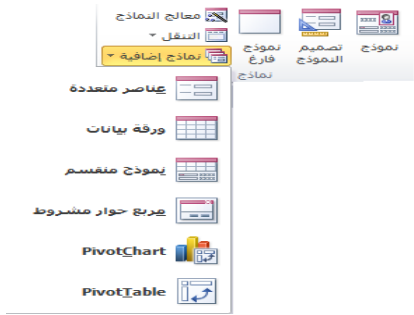 نموذج
تصميم النموذج
نموذج فارغ
معالج النماذج
التنقل
نماذج إضافية
نماذج
عناصر متعددة
ورقة بيانات
نموذج منقسم
مربع حوار مشروط
PivotChart
PivotTable